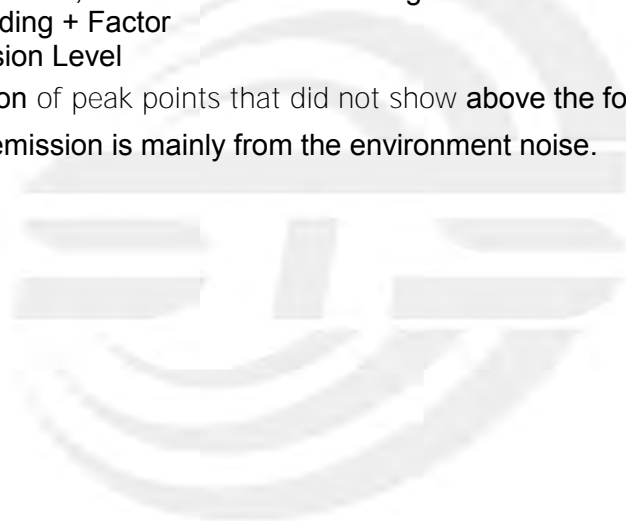 ding + Factor
sion Level
on of peak points that did not show above the fo
emission is mainly from the environment noise.